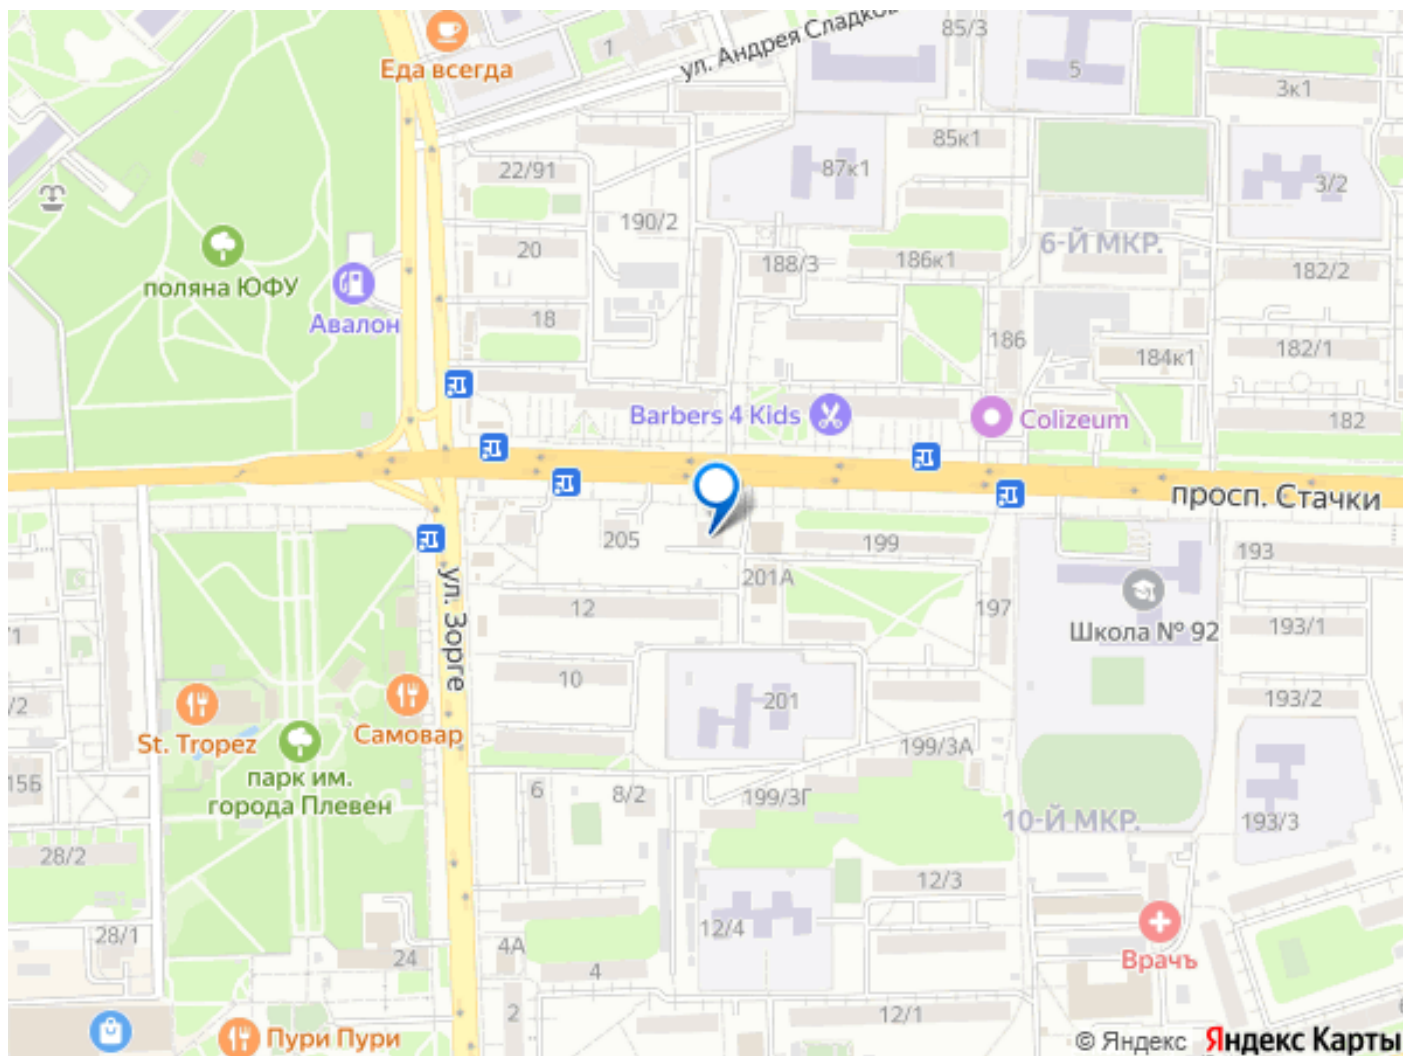 ул. Андрея Сладков
85/3
1
5
Еда всегда
3к1
85к1
22/91
87к1
3/2
190/2
6-Й МКР.
20
188/3
186к1
182/2
поляна ЮФУ
Авалон
18
186
184к1
182/1
Barbers 4 Kids
Colizeum
182
просп. Стачки
205
199
193
201А
ул. Зорге
12
197
Школа № 92
193/1
/1
10
201
193/2
/2
St. Tropez
Самовар
199/3А
парк им.
города Плевен
15Б
6
8/2
199/3Г
10-Й МКР.
193/3
28/2
12/3
28/1
12/4
4А
24
4
Врачъ
2
12/1
Пури Пури
© Яндекс Яндекс Карты